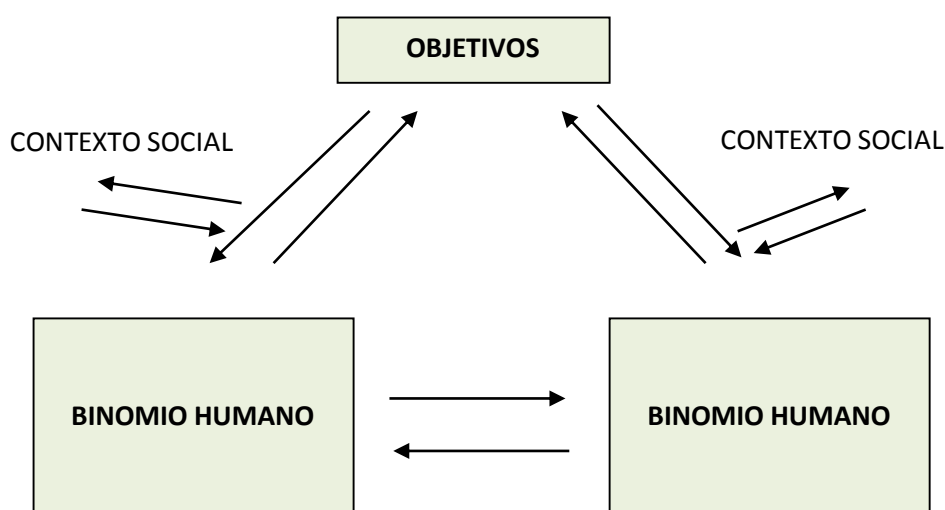 OBJETIVOS
CONTEXTO SOCIAL
CONTEXTO SOCIAL
BINOMIO HUMANO
BINOMIO HUMANO